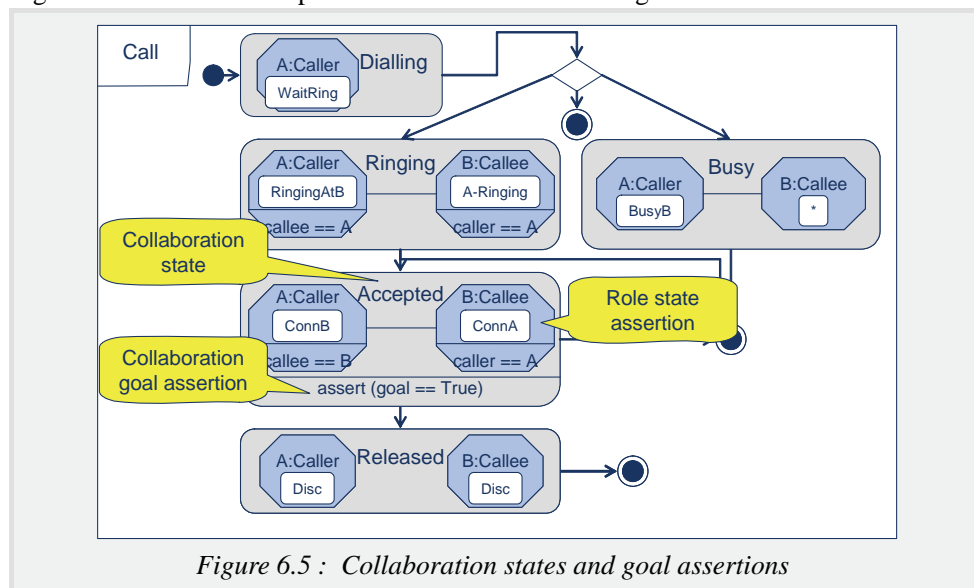 Call
A:Caller
Dialling
WaitRing
A:Caller
Ringing
B:Callee
RingingAtB
A-Ringing
callee == A
caller == A
Busy
A:Caller
B:Callee
BusyB
*
Collaboration
state
A:Caller
Accepted
B:Callee
ConnB
ConnA
callee == B
caller == A
assert (goal == True)
Role state
assertion
Collaboration
goal assertion
A:Caller
Released
B:Callee
Disc
Disc
Figure 6.5 : Collaboration states and goal assertions